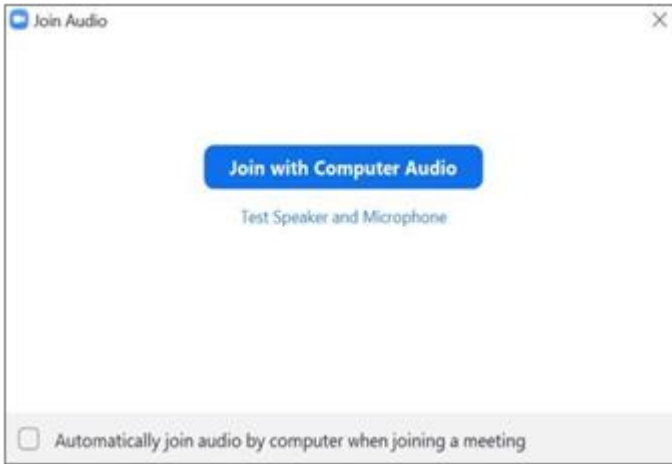 Join Audio
Join with Computer Audio
Test Speaker and Microphone
Automatically join audio by computer when joining a meeting